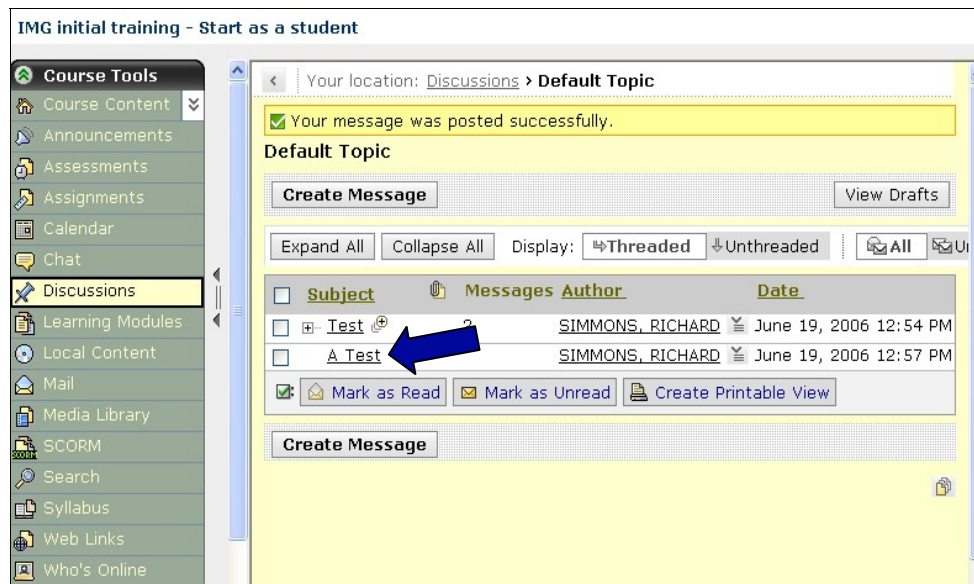 IMG initial training - Start as a student
Course Tools
Course Content
Announcements
Assessments
Assignments
Calendar
Chat
Discussions
Learning Modules
Local Content
Mail
Media Library
SCORM
Search
Syllabus
Web Links
Who's Online
Your location: Discussions > Default Topic
Your message was posted successfully.
Default Topic
Create Message View Drafts
Expand All Collapse All Display: Threaded Unthreaded All
Subject Messages Author Date
Test SIMMONS, RICHARD June 19, 2006 12:54 PM
A Test SIMMONS, RICHARD June 19, 2006 12:57 PM
Mark as Read Mark as Unread Create Printable View
Create Message